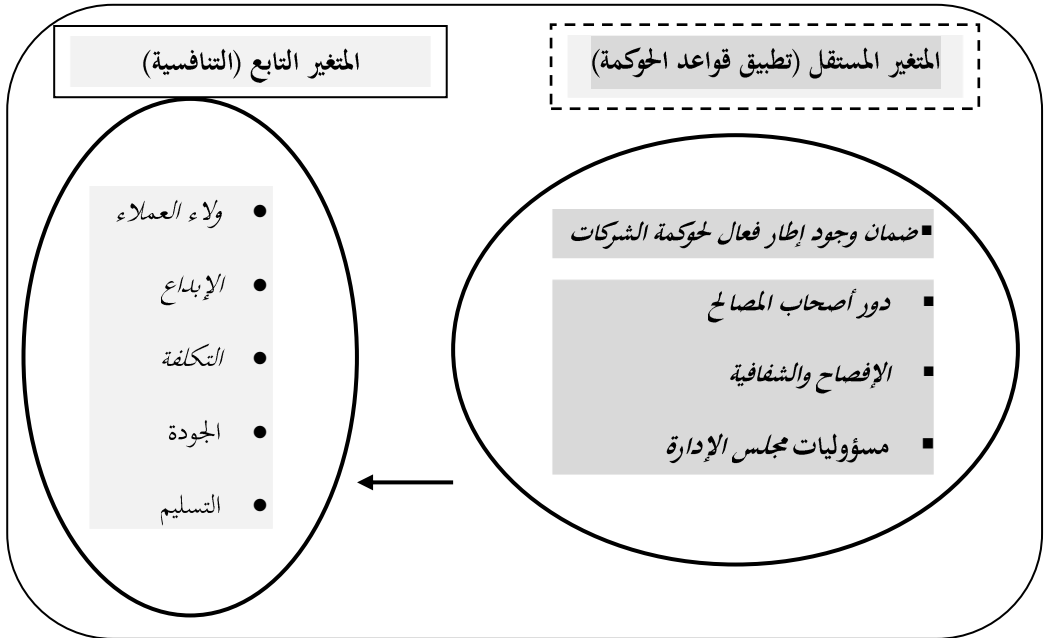 المتغير المستقل (تطبيق قواعد الحوكمة)
ضمان وجود إطار فعال لحوكمة الشركات
دور أصحاب المصالح
الإفصاح والشفافية
مسؤوليات مجلس الإدارة
المتغير التابع (التنافسية)
ولاء العملاء
الإبداع
التكلفة
الجودة
التسليم